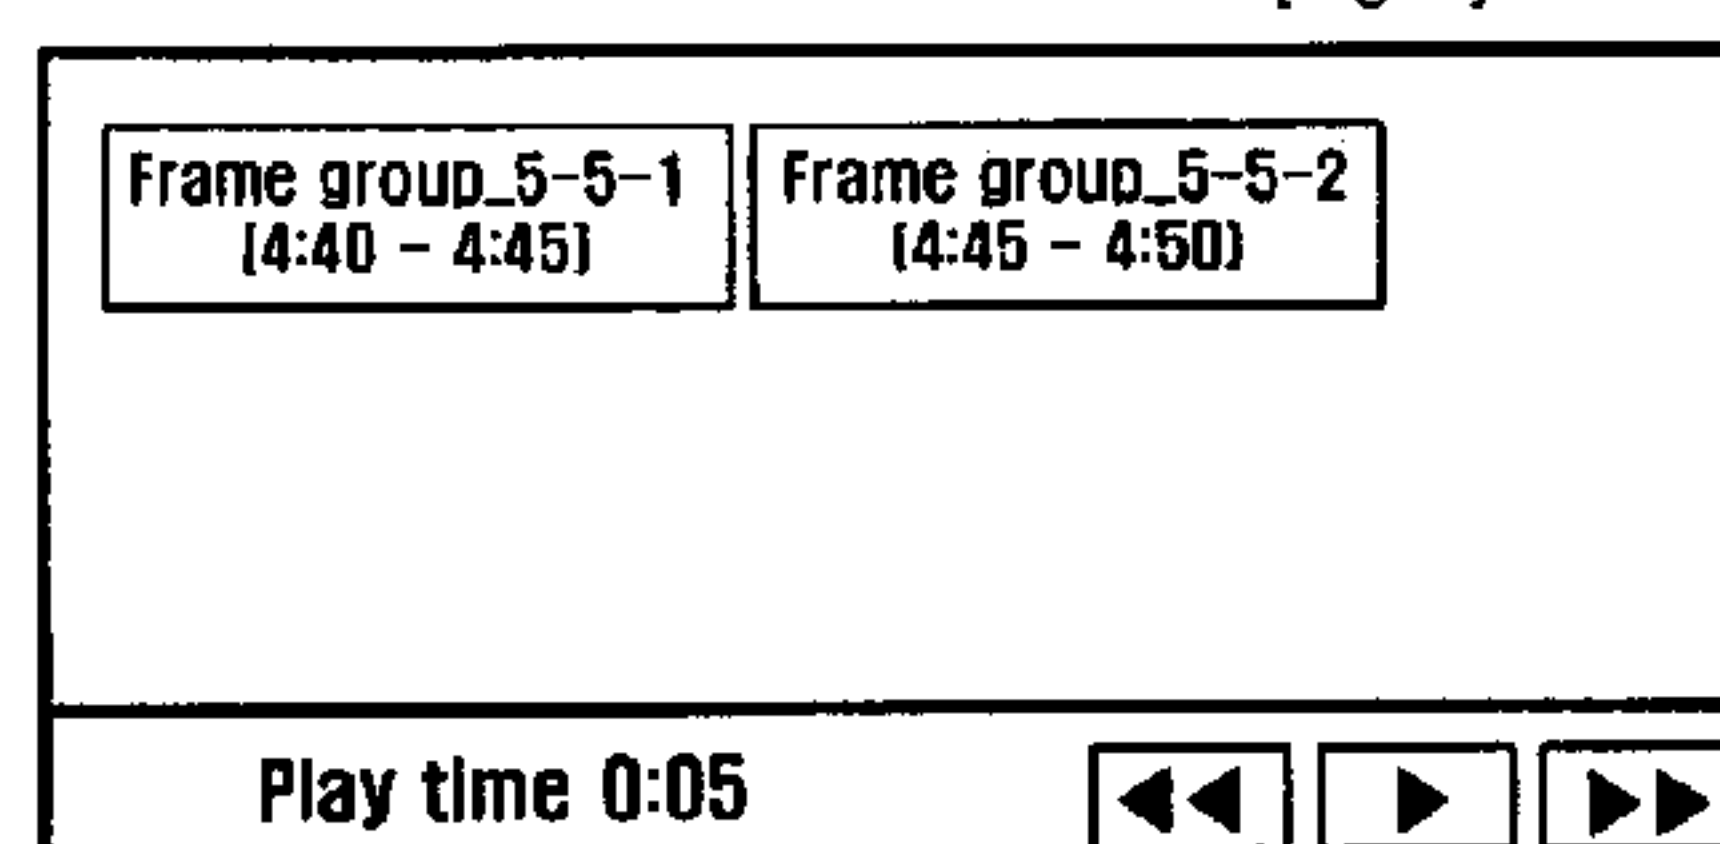 Frame group_5-5-1
(4:40 - 4:45)
Frame group_5-5-2
(4:45 - 4:50)
Play time 0:05